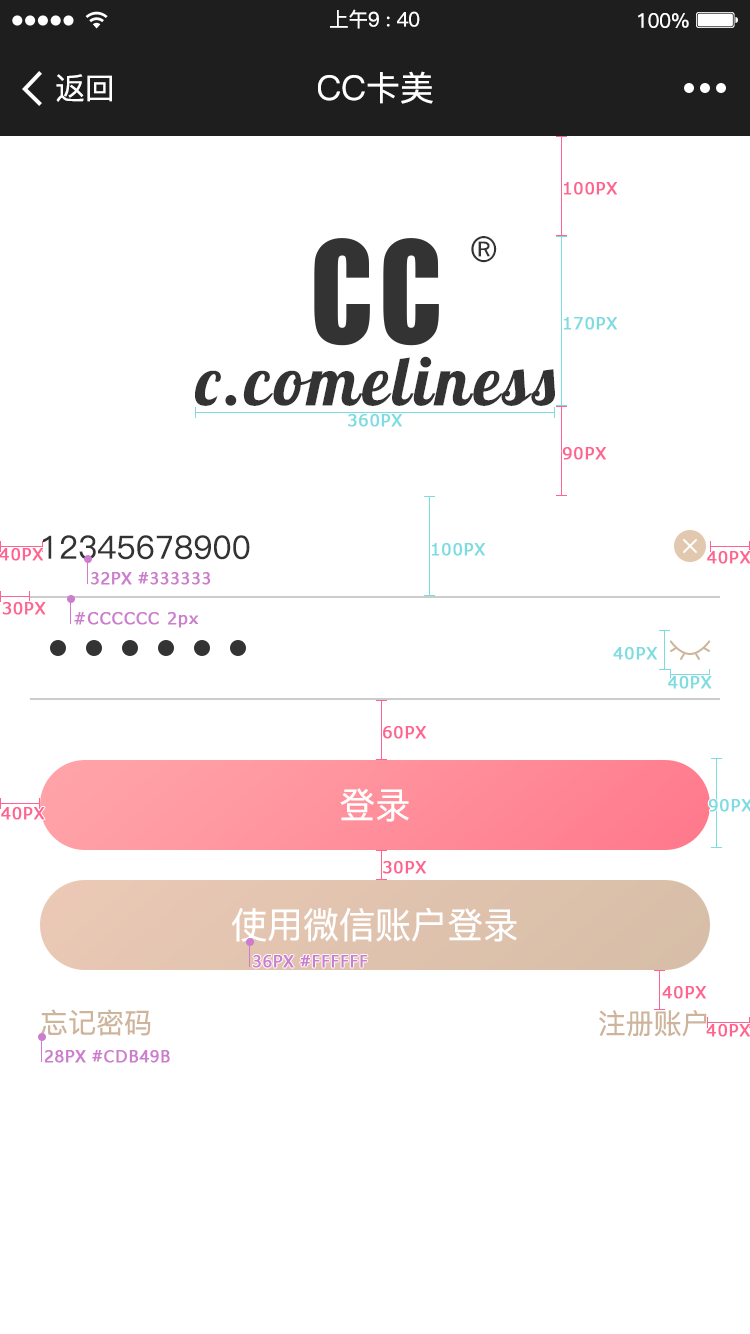 上午9 : 40
100%
返回
CC卡美
100PX
CC ®
170PX
c.comeliness
360PX
90PX
12345678900
40PX
100PX
40PX
32PX #333333
30PX
#CCCCCC 2px
40PX
40PX
60PX
登录
40PX
90PX
30PX
使用微信账户登录
36PX #FFFFFF
40PX
忘记密码
注册账户
40PX
28PX #CDB49B